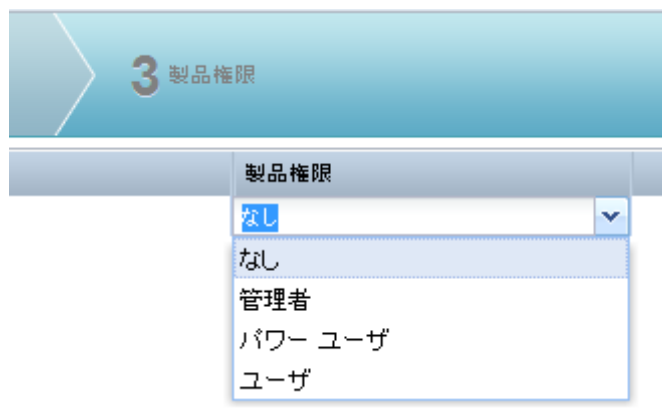 3 製品権限
製品権限
なし
なし
管理者
パワー ユーザ
ユーザ